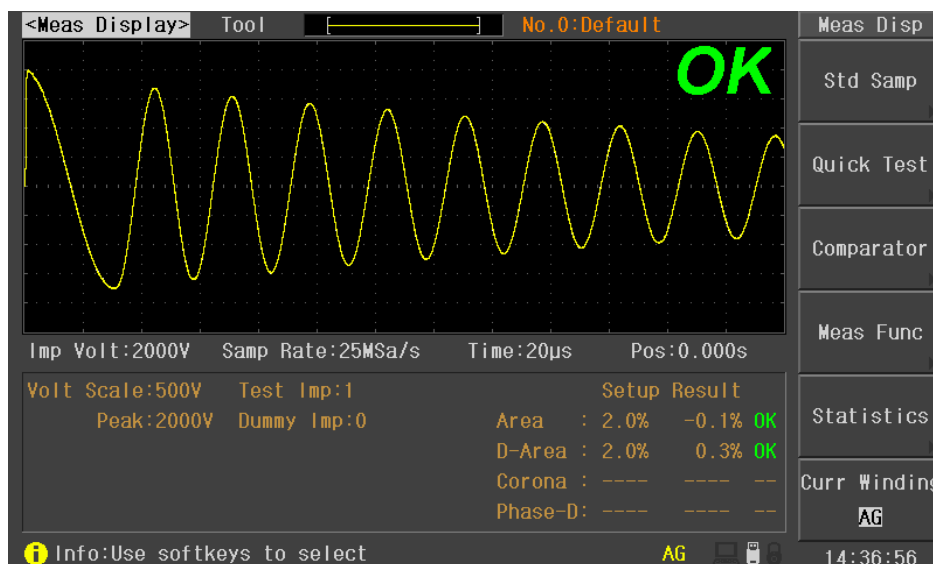 <Meas Display> Tool No.0:Default Meas Disp
OK
Std Samp
Quick Test
Comparator
Meas Func
Imp Volt:2000V Samp Rate:25MSa/s Time:20µs Pos:0.000s
Volt Scale:500V Test Imp:1 Setup Result
Peak:2000V Dummy Imp:0 Area : 2.0% -0.1% OK
D-Area : 2.0% 0.3% OK
Corona : ---- ---- --
Phase-D: ---- ---- --
Statistics
Curr Winding
AG
Info:Use softkeys to select AG 14:36:56